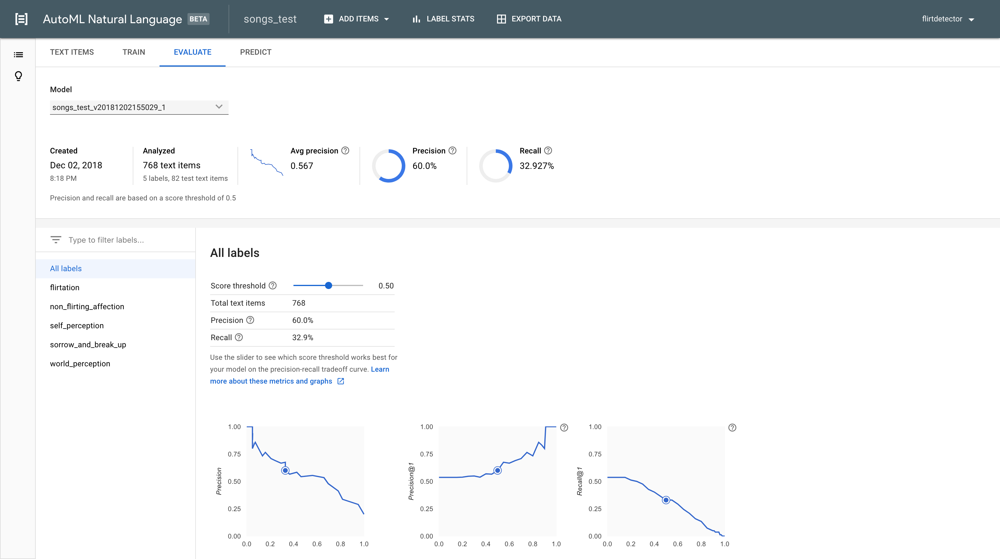 AutoML Natural Language BETA songs_test ADD ITEMS LABEL STATS EXPORT DATA flirtdetector
TEXT ITEMS TRAIN EVALUATE PREDICT
Model
songs_test_v20181202155029_1
Created
Dec 02, 2018
8:18 PM
Analyzed
768 text items
5 labels, 82 test text items
Avg precision
0.567
Precision
60.0%
Recall
32.927%
Precision and recall are based on a score threshold of 0.5
Type to filter labels...
All labels
flirtation
non_flirting_affection
self_perception
sorrow_and_break_up
world_perception
All labels
Score threshold 0.50
Total text items 768
Precision 60.0%
Recall 32.9%
Use the slider to see which score threshold works best for
your model on the precision-recall tradeoff curve. Learn
more about these metrics and graphs
Precision
1.00
0.75
0.50
0.25
0.00
0.0 0.2 0.4 0.6 0.8 1.0
Precision@1
1.00
0.75
0.50
0.25
0.00
0.0 0.2 0.4 0.6 0.8 1.0
Recall@1
1.00
0.75
0.50
0.25
0.00
0.0 0.2 0.4 0.6 0.8 1.0